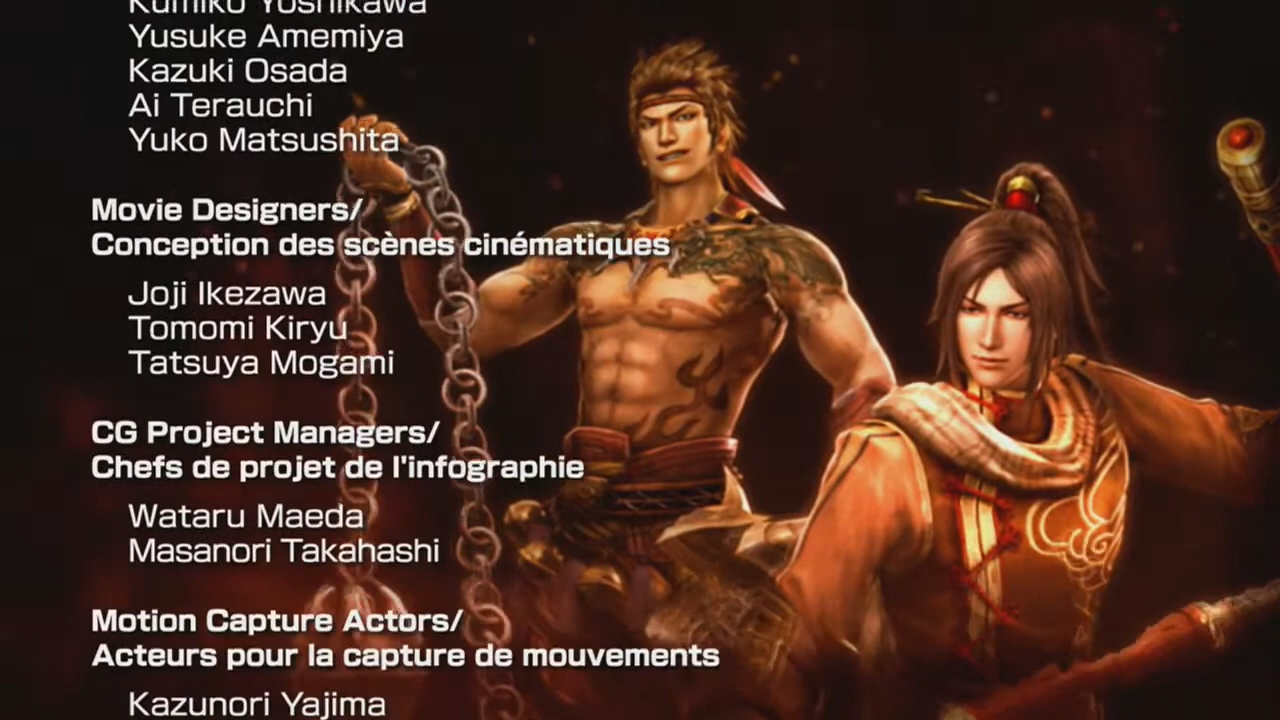 Kumiko Yoshikawa
Yusuke Amemiya
Kazuki Osada
Ai Terauchi
Yuko Matsushita
Movie Designers/
Conception des scènes cinématiques
Joji Ikezawa
Tomomi Kiryu
Tatsuya Mogami
CG Project Managers/
Chefs de projet de l'infographie
Wataru Maeda
Masanori Takahashi
Motion Capture Actors/
Acteurs pour la capture de mouvements
Kazunori Yajima